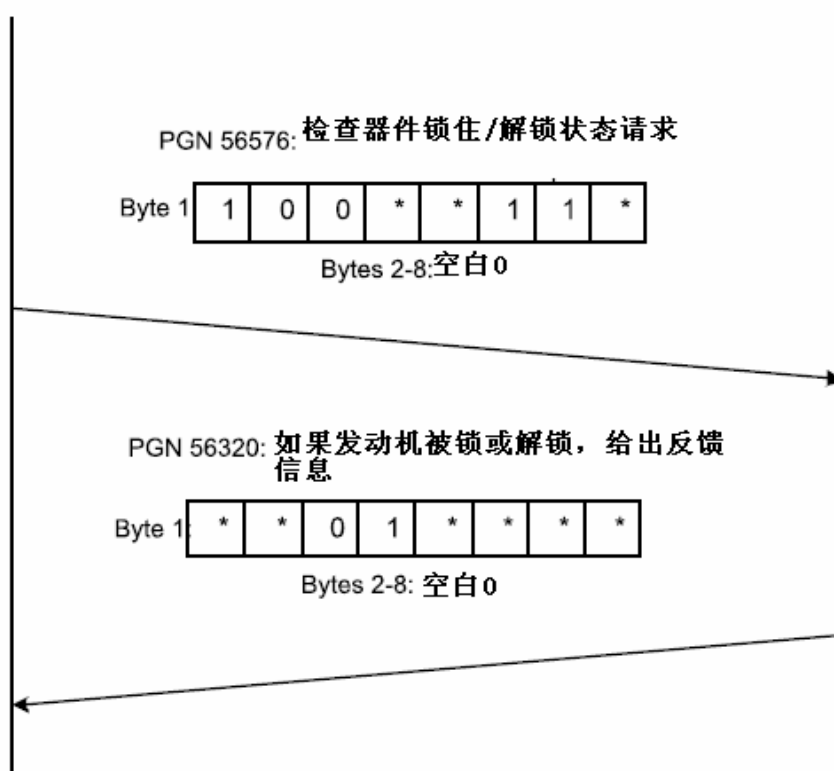 PGN 56576: 检查器件锁住/解锁状态请求
Byte 1 1 0 0 * * 1 1 *
Bytes 2-8:空白0
PGN 56320: 如果发动机被锁或解锁，给出反馈
信息
Byte 1: * * 0 1 * * * *
Bytes 2-8: 空白0